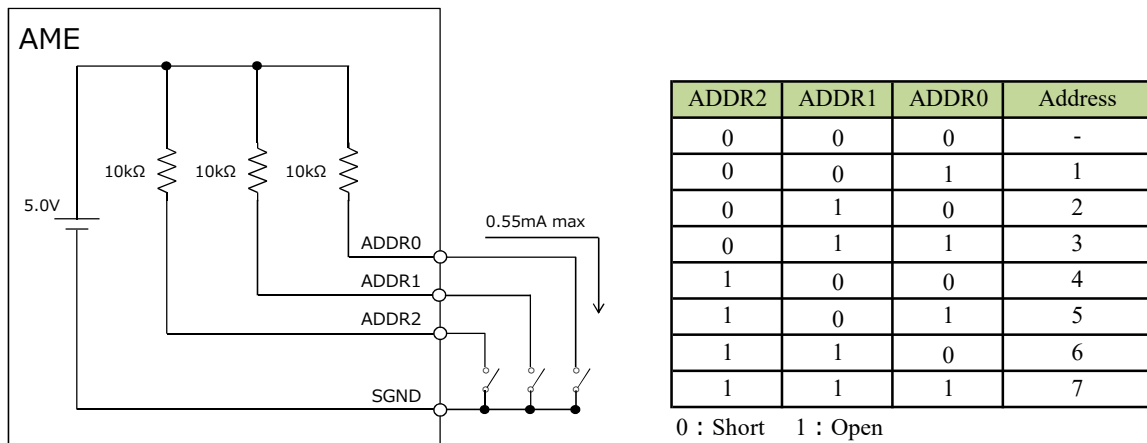 AME
10kΩ 10kΩ 10kΩ
5.0V
0.55mA max
ADDR0
ADDR1
ADDR2
SGND
ADDR2 ADDR1 ADDR0 Address
0 0 0 -
0 0 1 1
0 1 0 2
0 1 1 3
1 0 0 4
1 0 1 5
1 1 0 6
1 1 1 7
0：Short 1：Open